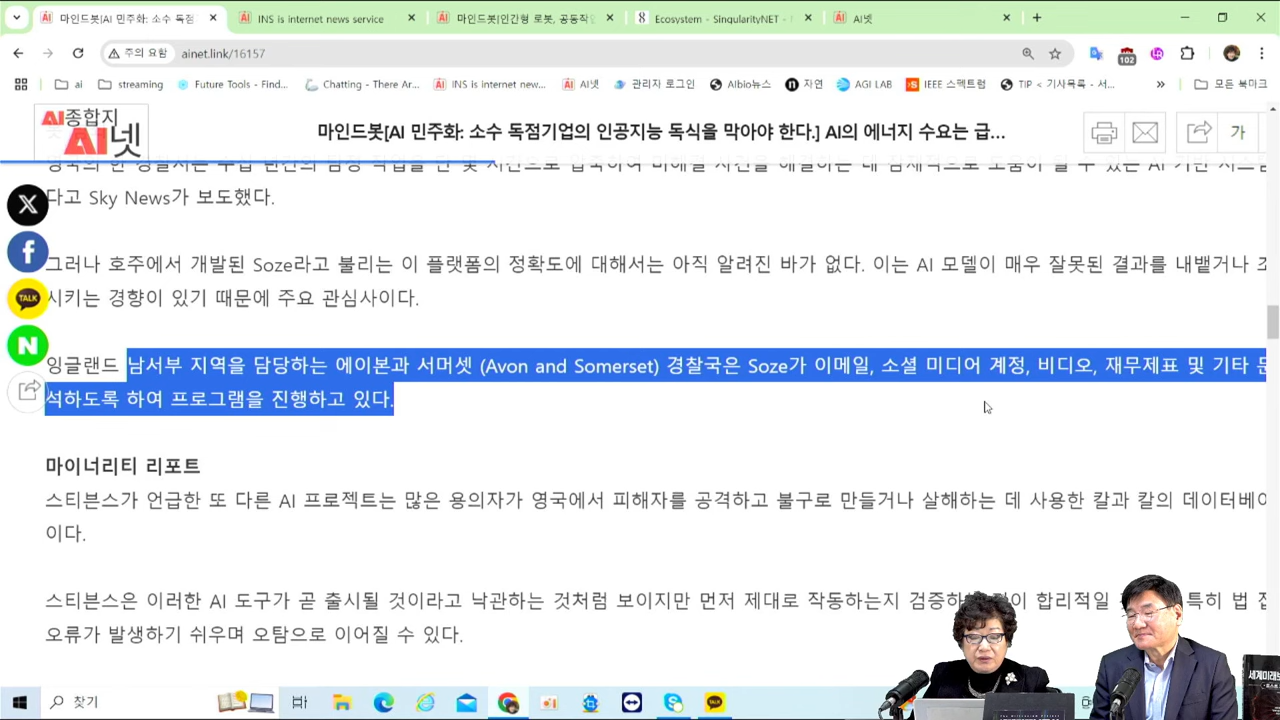 마인드봇[AI 민주화: 소수 독점
INS is internet news service
마인드봇[인간형 로봇, 공동작업
Ecosystem - SingularityNET -
AI넷
주의 요함
ainet.link/16157
102
ai
streaming
Future Tools - Find...
Chatting - There Ar...
INS is internet new...
AI넷
관리자 로그인
AIbio뉴스
자연
AGI LAB
IEEE 스펙트럼
TIP < 기사목록 - 서...
모든 북마크
AI종합지
AI넷
마인드봇[AI 민주화: 소수 독점기업의 인공지능 독식을 막아야 한다.] AI의 에너지 수요는 급...
가
다고 Sky News가 보도했다.
그러나 호주에서 개발된 Soze라고 불리는 이 플랫폼의 정확도에 대해서는 아직 알려진 바가 없다. 이는 AI 모델이 매우 잘못된 결과를 내뱉거나 조
시키는 경향이 있기 때문에 주요 관심사이다.
TALK
N
잉글랜드 남서부 지역을 담당하는 에이본과 서머셋 (Avon and Somerset) 경찰국은 Soze가 이메일, 소셜 미디어 계정, 비디오, 재무제표 및 기타 문
석하도록 하여 프로그램을 진행하고 있다.
마이너리티 리포트
스티븐스가 언급한 또 다른 AI 프로젝트는 많은 용의자가 영국에서 피해자를 공격하고 불구로 만들거나 살해하는 데 사용한 칼과 칼의 데이터베이
이다.
스티븐스은 이러한 AI 도구가 곧 출시될 것이라고 낙관하는 것처럼 보이지만 먼저 제대로 작동하는지 검증하 이 합리적일 특히 법 집
오류가 발생하기 쉬우며 오탐으로 이어질 수 있다.
세계미래보
찾기
TALK